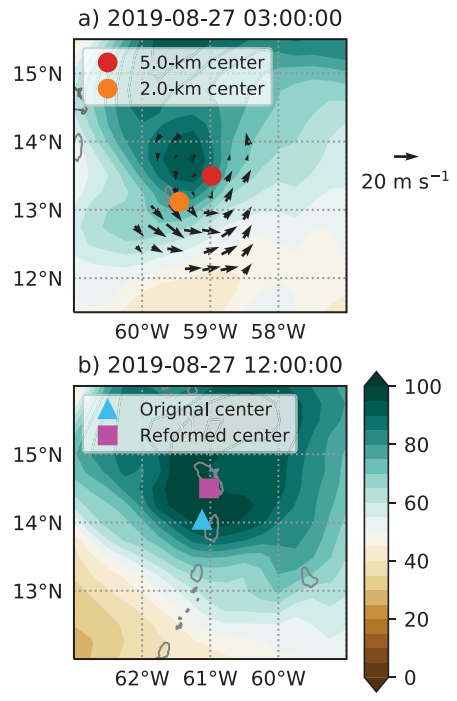 a) 2019-08-27 03:00:00
15°N
14°N
13°N
12°N
5.0-km center
2.0-km center
20 m s⁻¹
60°W 59°W 58°W
b) 2019-08-27 12:00:00
Original center
Reformed center
15°N
14°N
13°N
62°W 61°W 60°W
100
80
60
40
20
0